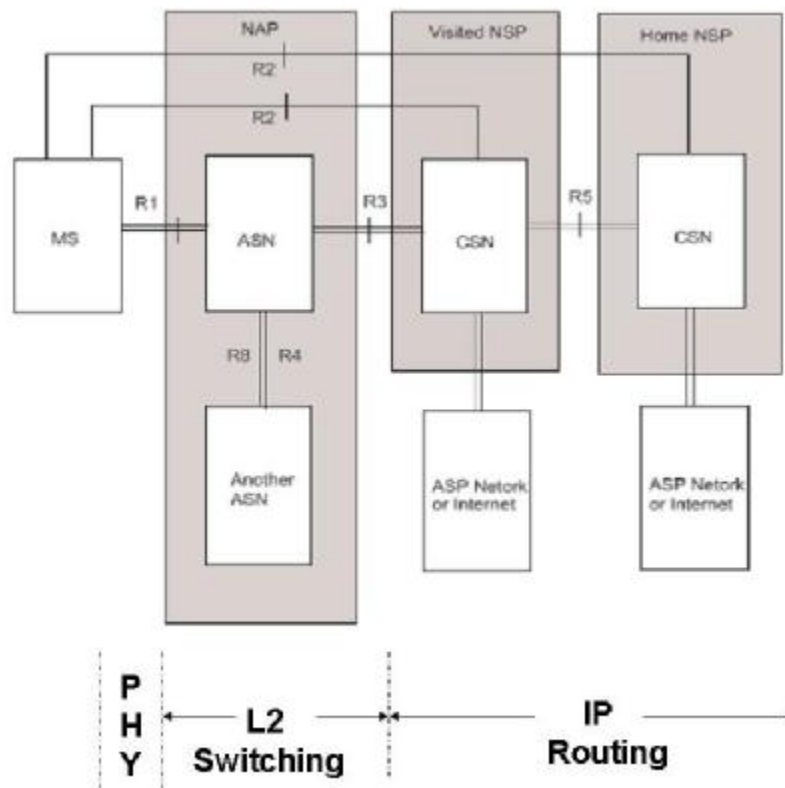 NAP
Visited NSP
Home NSP
R2
R2
R1
R3
R5
MS
ASN
CSN
CSN
R8
R4
Another
ASN
ASP Netork
or Internet
ASP Netork
or Internet
P
H
Y
L2
Switching
IP
Routing